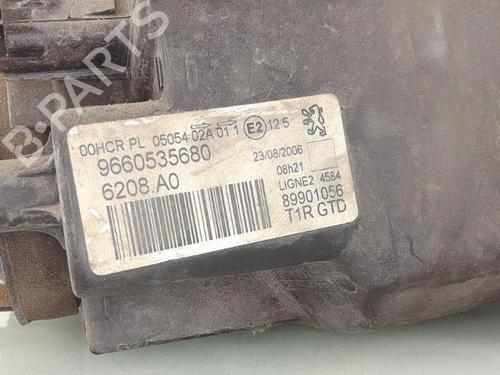 B-PARTS
00HCR PL 05054 02A 01 1 E2 12.5
9660535680
23/08/2006
6208.A0
08h21
LIGNE2 4584
89901056
T1R GTD